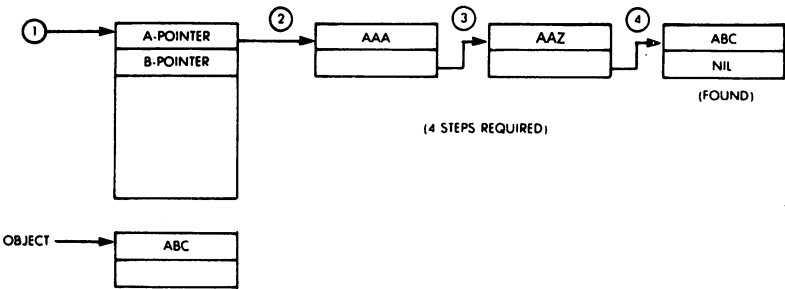 1
A-POINTER
B-POINTER
2
AAA
3
AAZ
4
ABC
NIL
(FOUND)
(4 STEPS REQUIRED)
OBJECT
ABC